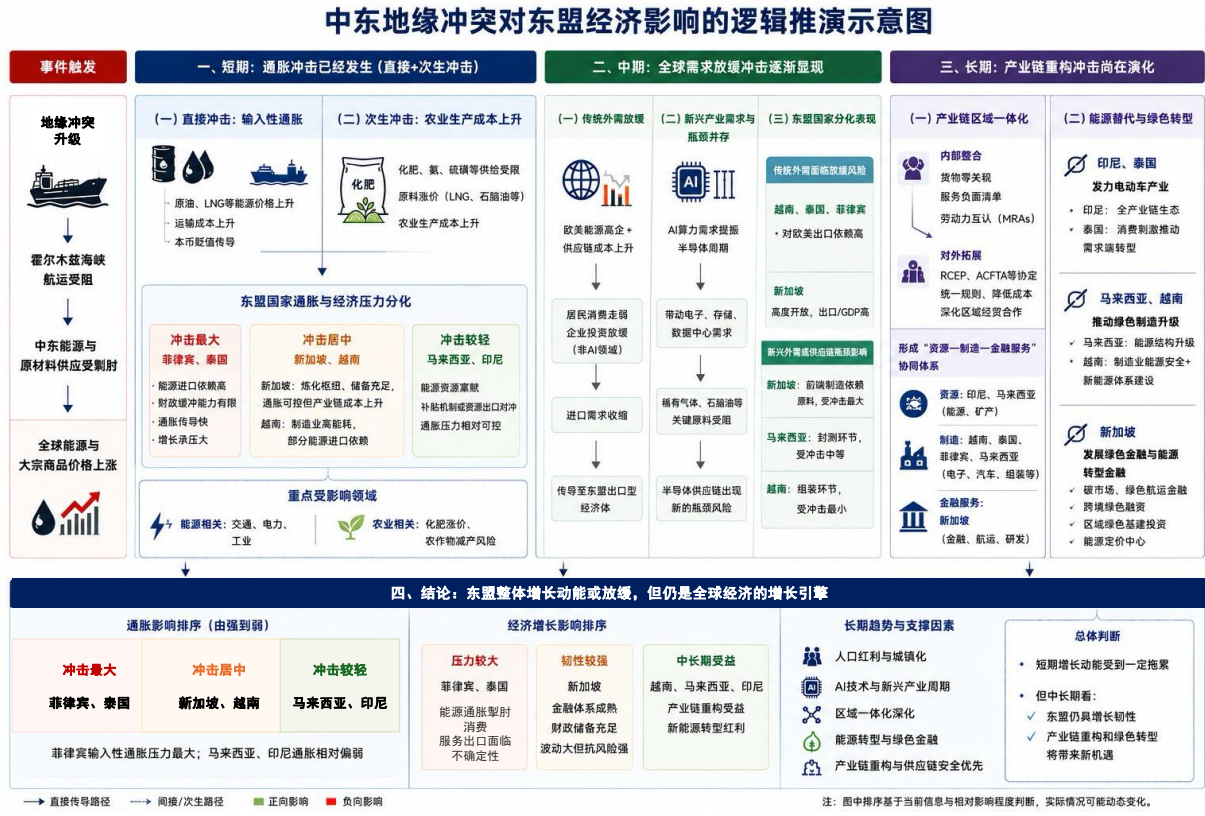 中东地缘冲突对东盟经济影响的逻辑推演示意图
事件触发
地缘冲突
升级
霍尔木兹海峡
航运受阻
中东能源与
原材料供应受剿肘
全球能源与
大宗商品价格上涨
一、短期：通胀冲击已经发生 (直接+次生冲击)
（一）直接冲击：输入性通胀
原油、LNG等能源价格上升
运输成本上升
本币贬值传导
（二）次生冲击：农业生产成本上升
化肥
化肥、氨、硫磺等供给受限
原料涨价（LNG、石脑油等）
农业生产成本上升
东盟国家通胀与经济压力分化
冲击最大
菲律宾、泰国
· 能源进口依赖高
· 财政缓冲能力有限
· 通胀传导快
· 增长承压大
冲击居中
新加坡、越南
新加坡：炼化枢纽、储备充足，
通胀可控但产业链成本上升
越南：制造业高能耗，
部分能源进口依赖
冲击较轻
马来西亚、印尼
能源资源禀赋
补贴机制或资源出口对冲
通胀压力相对可控
重点受影响领域
能源相关：交通、电力、
工业
农业相关：化肥涨价、
农作物减产风险
二、中期：全球需求放缓冲击逐渐显现
（一）传统外需放缓
欧美能源高企+
供应链成本上升
居民消费走弱
企业投资放缓
（非AI领域）
进口需求收缩
传导至东盟出口型
经济体
（二）新兴产业需求与
瓶颈并存
AI
AI算力需求提振
半导体周期
带动电子、存储、
数据中心需求
稀有气体、石脑油等
关键原料受阻
半导体供应链出现
新的瓶颈风险
（三）东盟国家分化表现
传统外需面临放缓风险
越南、泰国、菲律宾
• 对欧美出口依赖高
新加坡
高度开放，出口/GDP高
新兴外需或供应链瓶颈影响
新加坡：前端制造依赖
原料，受冲击最大
马来西亚：封测环节，
受冲击中等
越南：组装环节，
受冲击最小
三、长期：产业链重构冲击尚在演化
（一）产业链区域一体化
内部整合
货物零关税
服务负面清单
劳动力互认（MRAs）
对外拓展
RCEP、ACFTA等协定
统一规则、降低成本
深化区域经贸合作
形成“资源—制造—金融服务”
协同体系
资源：印尼、马来西亚
（能源、矿产）
制造：越南、泰国、
菲律宾、马来西亚
（电子、汽车、组装等）
金融服务：
新加坡
（金融、航运、研发）
（二）能源替代与绿色转型
印尼、泰国
发力电动车产业
• 印足：全产业链生态
• 泰国：消费刺激推动
需求端转型
马来西亚、越南
推动绿色制造升级
✓ 马来西亚：能源结构升级
• 越南：制造业能源安全+
新能源体系建设
新加坡
发展绿色金融与能源
转型金融
✓ 碳市场、绿色航运金融
✓ 跨境绿色融资
✓ 区域绿色基建投资
✓ 能源定价中心
四、结论：东盟整体增长动能或放缓，但仍是全球经济的增长引擎
通胀影响排序（由强到弱）
冲击最大
菲律宾、泰国
冲击居中
新加坡、越南
冲击较轻
马来西亚、印尼
菲律宾输入性通胀压力最大；马来西亚、印尼通胀相对偏弱
经济增长影响排序
压力较大
菲律宾、泰国
能源通胀掣肘
消费
服务出口面临
不确定性
韧性较强
新加坡
金融体系成熟
财政储备充足
波动大但抗风险强
中长期受益
越南、马来西亚、印尼
产业链重构受益
新能源转型红利
长期趋势与支撑因素
人口红利与城镇化
AI
AI技术与新兴产业周期
区域一体化深化
能源转型与绿色金融
产业链重构与供应链安全优先
总体判断
• 短期增长动能受到一定拖累
• 但中长期看：
✓ 东盟仍具增长韧性
✓ 产业链重构和绿色转型
将带来新机遇
直接传导路径
间接/次生路径
正向影响
负向影响
注：图中排序基于当前信息与相对影响程度判断，实际情况可能动态变化。